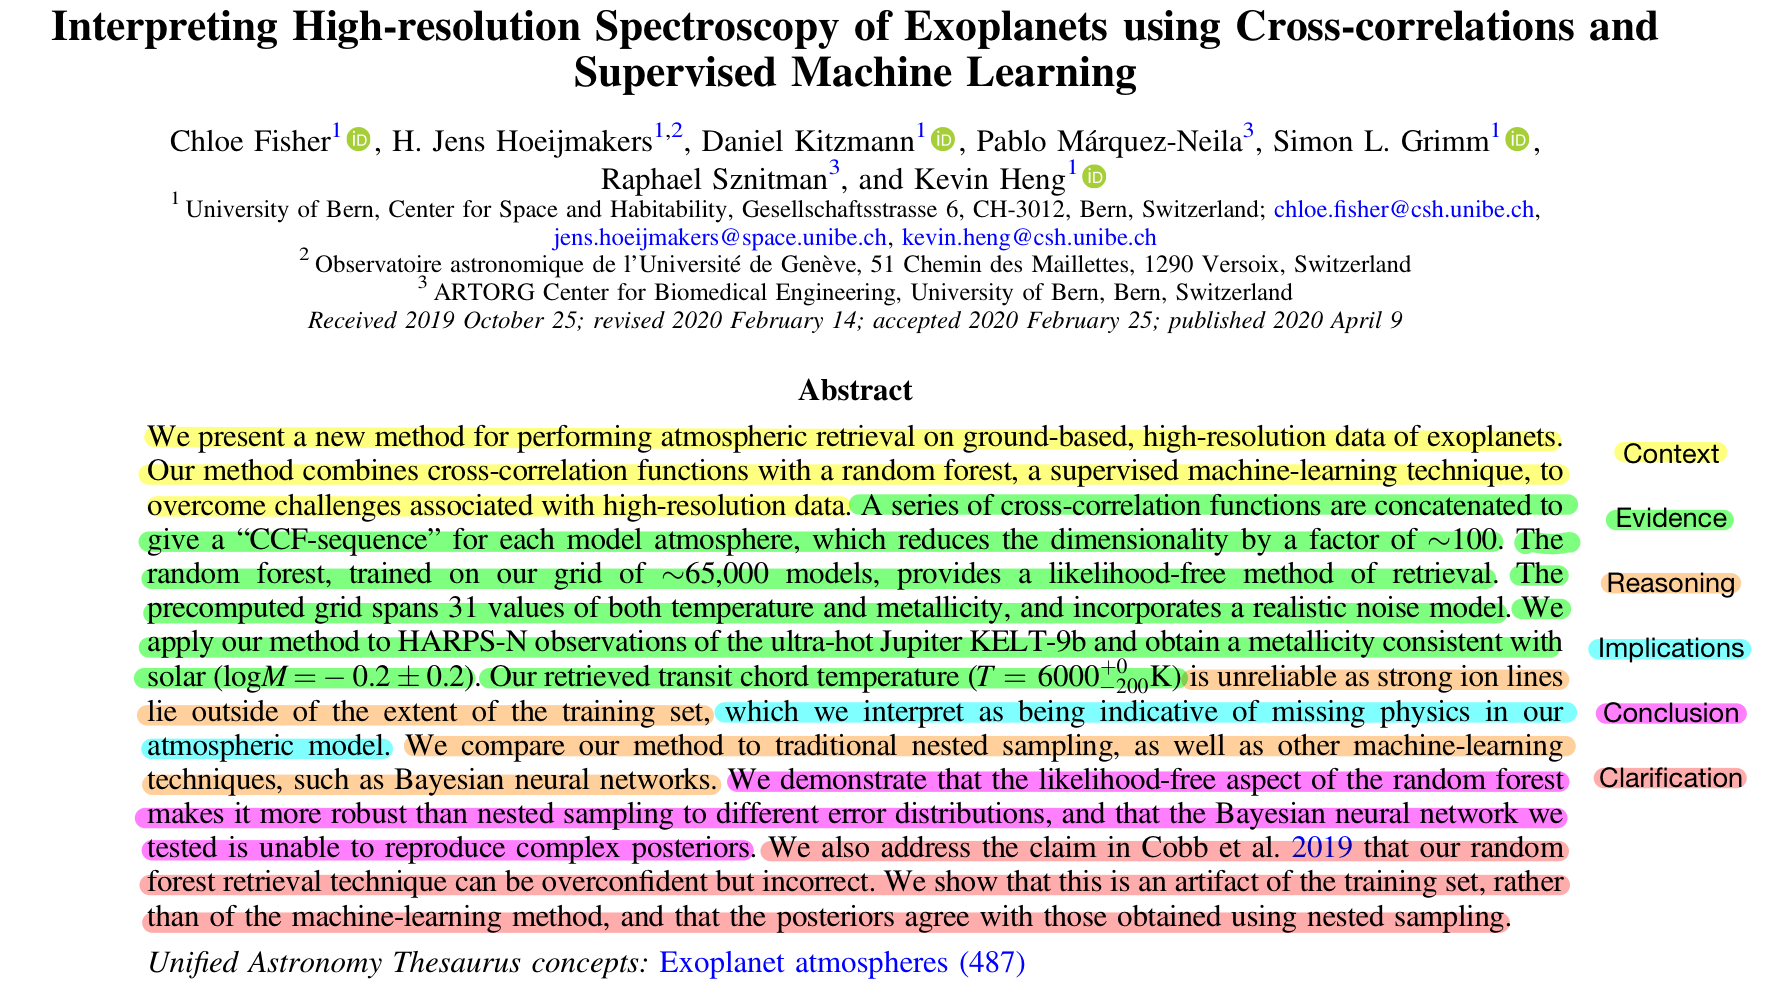 Interpreting High-resolution Spectroscopy of Exoplanets using Cross-correlations and
Supervised Machine Learning
Chloe Fisher1 iD, H. Jens Hoeijmakers1,2, Daniel Kitzmann1 iD, Pablo Márquez-Neila3, Simon L. Grimm1 iD,
Raphael Sznitman3, and Kevin Heng1 iD
1 University of Bern, Center for Space and Habitability, Gesellschaftsstrasse 6, CH-3012, Bern, Switzerland; chloe.fisher@csh.unibe.ch,
jens.hoeijmakers@space.unibe.ch, kevin.heng@csh.unibe.ch
2 Observatoire astronomique de l'Université de Genève, 51 Chemin des Maillettes, 1290 Versoix, Switzerland
3 ARTORG Center for Biomedical Engineering, University of Bern, Bern, Switzerland
Received 2019 October 25; revised 2020 February 14; accepted 2020 February 25; published 2020 April 9
Abstract
We present a new method for performing atmospheric retrieval on ground-based, high-resolution data of exoplanets.
Our method combines cross-correlation functions with a random forest, a supervised machine-learning technique, to
overcome challenges associated with high-resolution data. A series of cross-correlation functions are concatenated to
give a “CCF-sequence” for each model atmosphere, which reduces the dimensionality by a factor of ∼100. The
random forest, trained on our grid of ∼65,000 models, provides a likelihood-free method of retrieval. The
precomputed grid spans 31 values of both temperature and metallicity, and incorporates a realistic noise model. We
apply our method to HARPS-N observations of the ultra-hot Jupiter KELT-9b and obtain a metallicity consistent with
solar (logM = − 0.2 ± 0.2). Our retrieved transit chord temperature (T = 6000+0−200K) is unreliable as strong ion lines
lie outside of the extent of the training set, which we interpret as being indicative of missing physics in our
atmospheric model. We compare our method to traditional nested sampling, as well as other machine-learning
techniques, such as Bayesian neural networks. We demonstrate that the likelihood-free aspect of the random forest
makes it more robust than nested sampling to different error distributions, and that the Bayesian neural network we
tested is unable to reproduce complex posteriors. We also address the claim in Cobb et al. 2019 that our random
forest retrieval technique can be overconfident but incorrect. We show that this is an artifact of the training set, rather
than of the machine-learning method, and that the posteriors agree with those obtained using nested sampling.
Unified Astronomy Thesaurus concepts: Exoplanet atmospheres (487)
Context
Evidence
Reasoning
Implications
Conclusion
Clarification